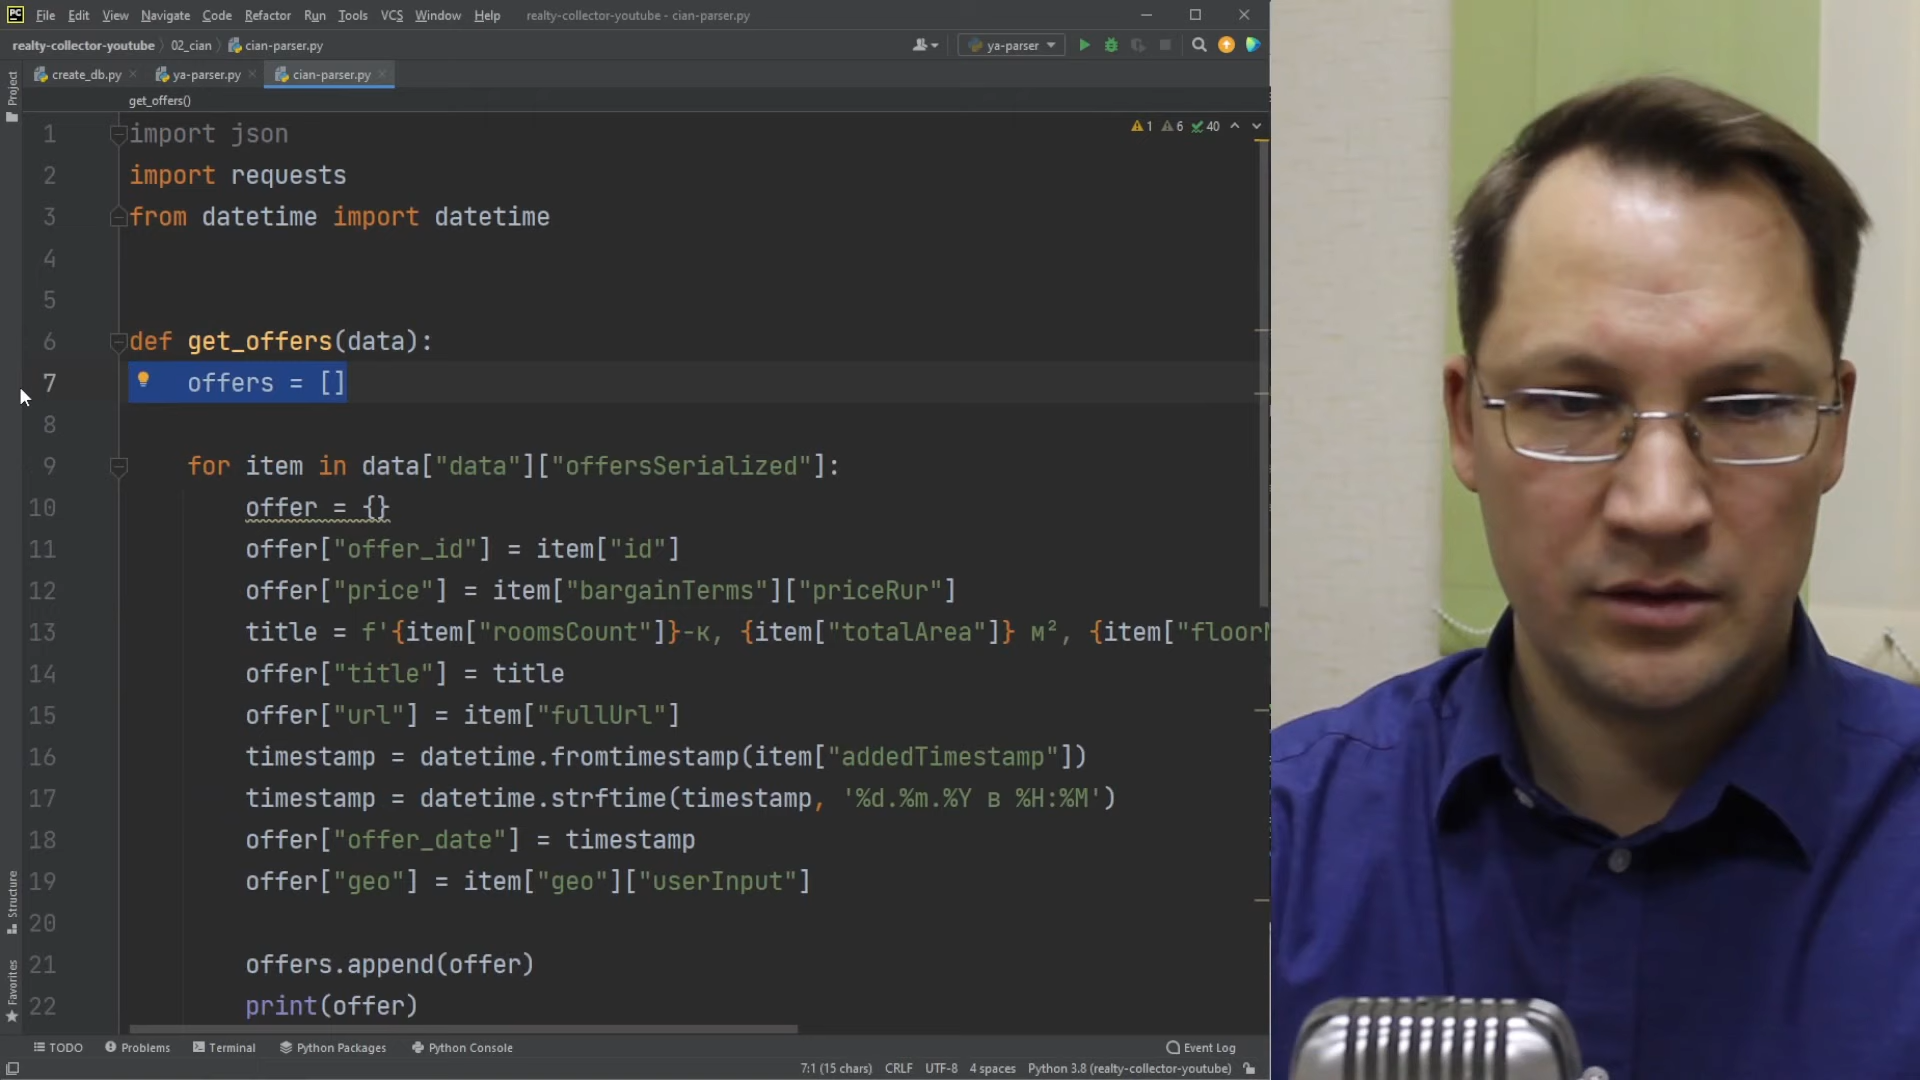 PC File Edit View Navigate Code Refactor Run Tools VCS Window Help realty-collector-youtube - cian-parser.py
realty-collector-youtube 02_cian cian-parser.py ya-parser
create_db.py ya-parser.py cian-parser.py
get_offers()
1 import json
1 6 40
2 import requests
3 from datetime import datetime
4
5
6 def get_offers(data):
7 offers = []
8
9 for item in data["data"]["offersSerialized"]:
10 offer = {}
11 offer["offer_id"] = item["id"]
12 offer["price"] = item["bargainTerms"]["priceRur"]
13 title = f'{item["roomsCount"]}-к, {item["totalArea"]} м², {item["floor
14 offer["title"] = title
15 offer["url"] = item["fullUrl"]
16 timestamp = datetime.fromtimestamp(item["addedTimestamp"])
17 timestamp = datetime.strftime(timestamp, '%d.%m.%Y в %H:%M')
18 offer["offer_date"] = timestamp
19 offer["geo"] = item["geo"]["userInput"]
20
21 offers.append(offer)
22 print(offer)
Project
Structure
Favorites
TODO Problems Terminal Python Packages Python Console Event Log
7:1 (15 chars) CRLF UTF-8 4 spaces Python 3.8 (realty-collector-youtube)